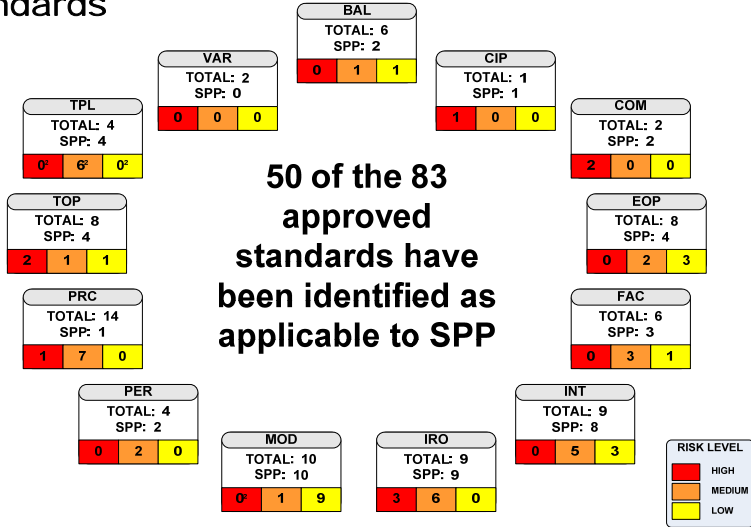 ndards
BAL
TOTAL: 6
SPP: 2
0 1 1
VAR
TOTAL: 2
SPP: 0
0 0 0
CIP
TOTAL: 1
SPP: 1
1 0 0
TPL
TOTAL: 4
SPP: 4
0² 6² 0²
COM
TOTAL: 2
SPP: 2
2 0 0
TOP
TOTAL: 8
SPP: 4
2 1 1
EOP
TOTAL: 8
SPP: 4
0 2 3
50 of the 83
approved
standards have
been identified as
applicable to SPP
PRC
TOTAL: 14
SPP: 1
1 7 0
FAC
TOTAL: 6
SPP: 3
0 3 1
PER
TOTAL: 4
SPP: 2
0 2 0
INT
TOTAL: 9
SPP: 8
0 5 3
MOD
TOTAL: 10
SPP: 10
0² 1 9
IRO
TOTAL: 9
SPP: 9
3 6 0
RISK LEVEL
HIGH
MEDIUM
LOW